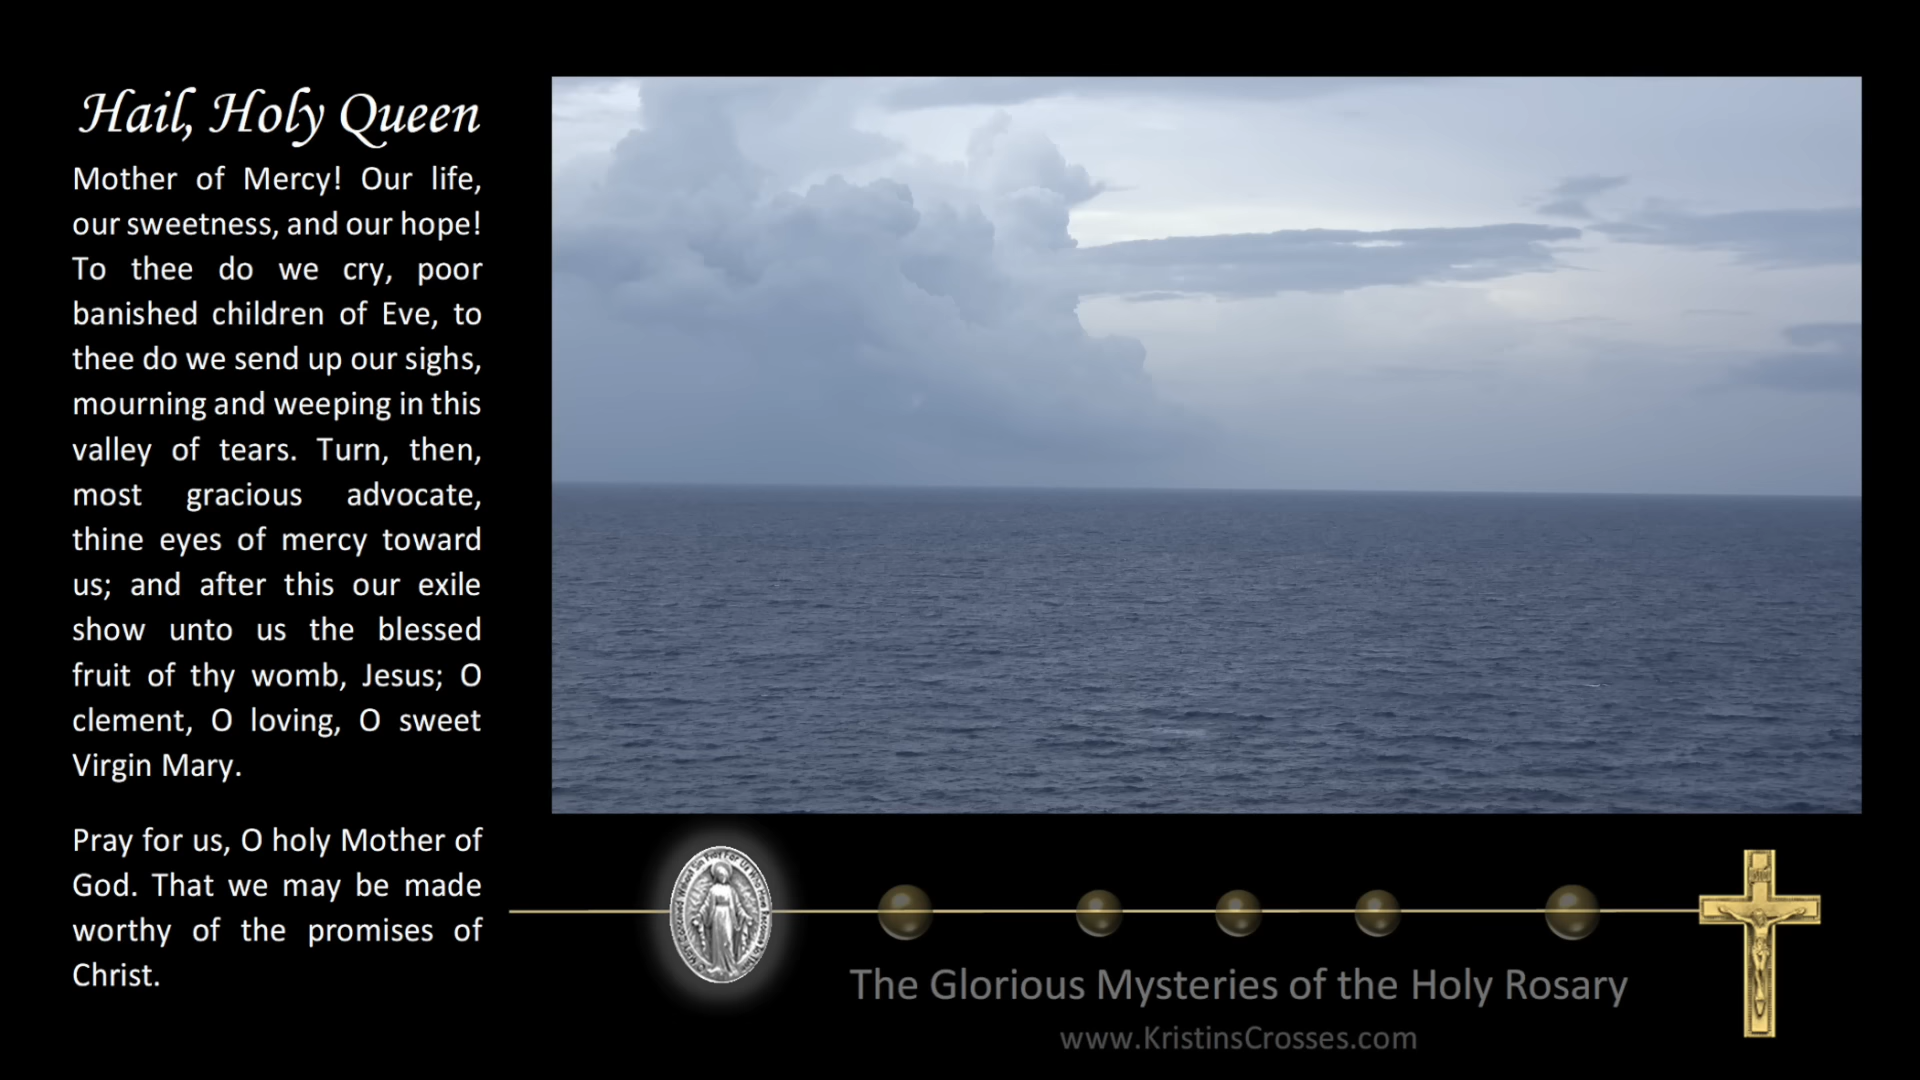 Hail, Holy Queen
Mother of Mercy! Our life,
our sweetness, and our hope!
To thee do we cry, poor
banished children of Eve, to
thee do we send up our sighs,
mourning and weeping in this
valley of tears. Turn, then,
most gracious advocate,
thine eyes of mercy toward
us; and after this our exile
show unto us the blessed
fruit of thy womb, Jesus; O
clement, O loving, O sweet
Virgin Mary.
Pray for us, O holy Mother of
God. That we may be made
worthy of the promises of
Christ.
The Glorious Mysteries of the Holy Rosary
www.KristinsCrosses.com